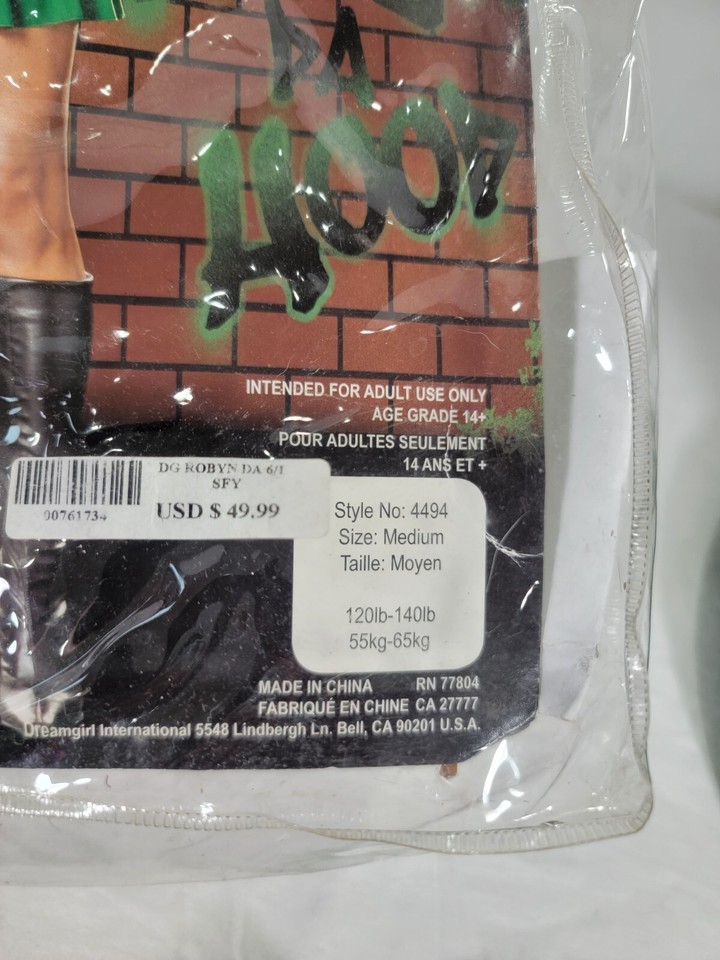 DA
HOOD
INTENDED FOR ADULT USE ONLY
AGE GRADE 14+
POUR ADULTES SEULEMENT
14 ANS ET +
DG ROBYN DA 6/1
SFY
90761734
USD $ 49.99
Style No: 4494
Size: Medium
Taille: Moyen
120lb-140lb
55kg-65kg
MADE IN CHINA RN 77804
FABRIQUÉ EN CHINE CA 27777
Dreamgirl International 5548 Lindbergh Ln. Bell, CA 90201 U.S.A.